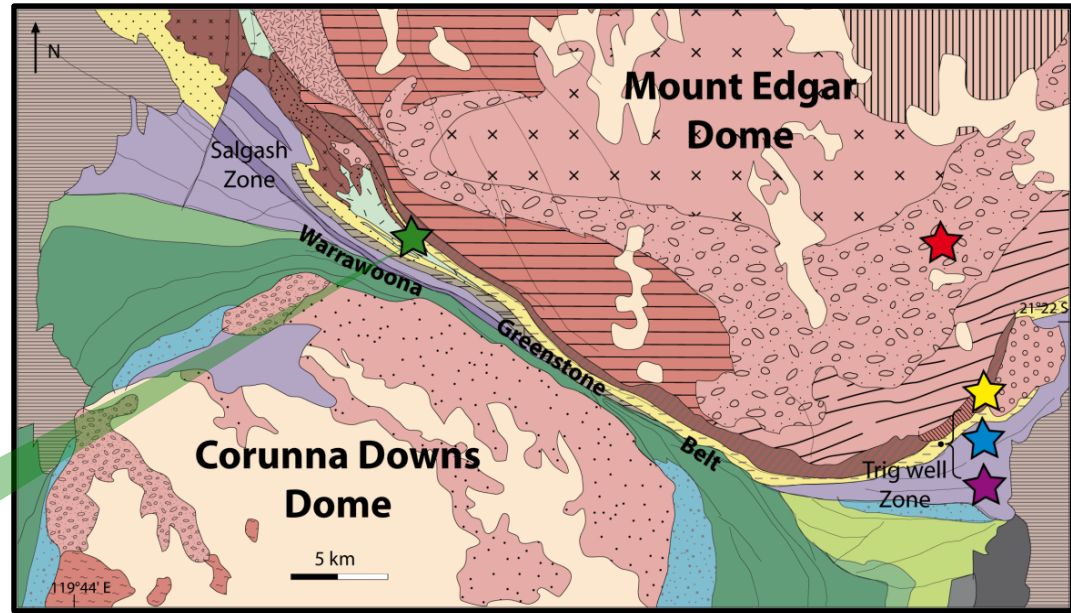 N
Mount Edgar
Dome
Salgash
Zone
Warrawoona
Greenstone
Belt
21°22 S
Corunna Downs
Dome
Trig well
Zone
5 km
119°44' E